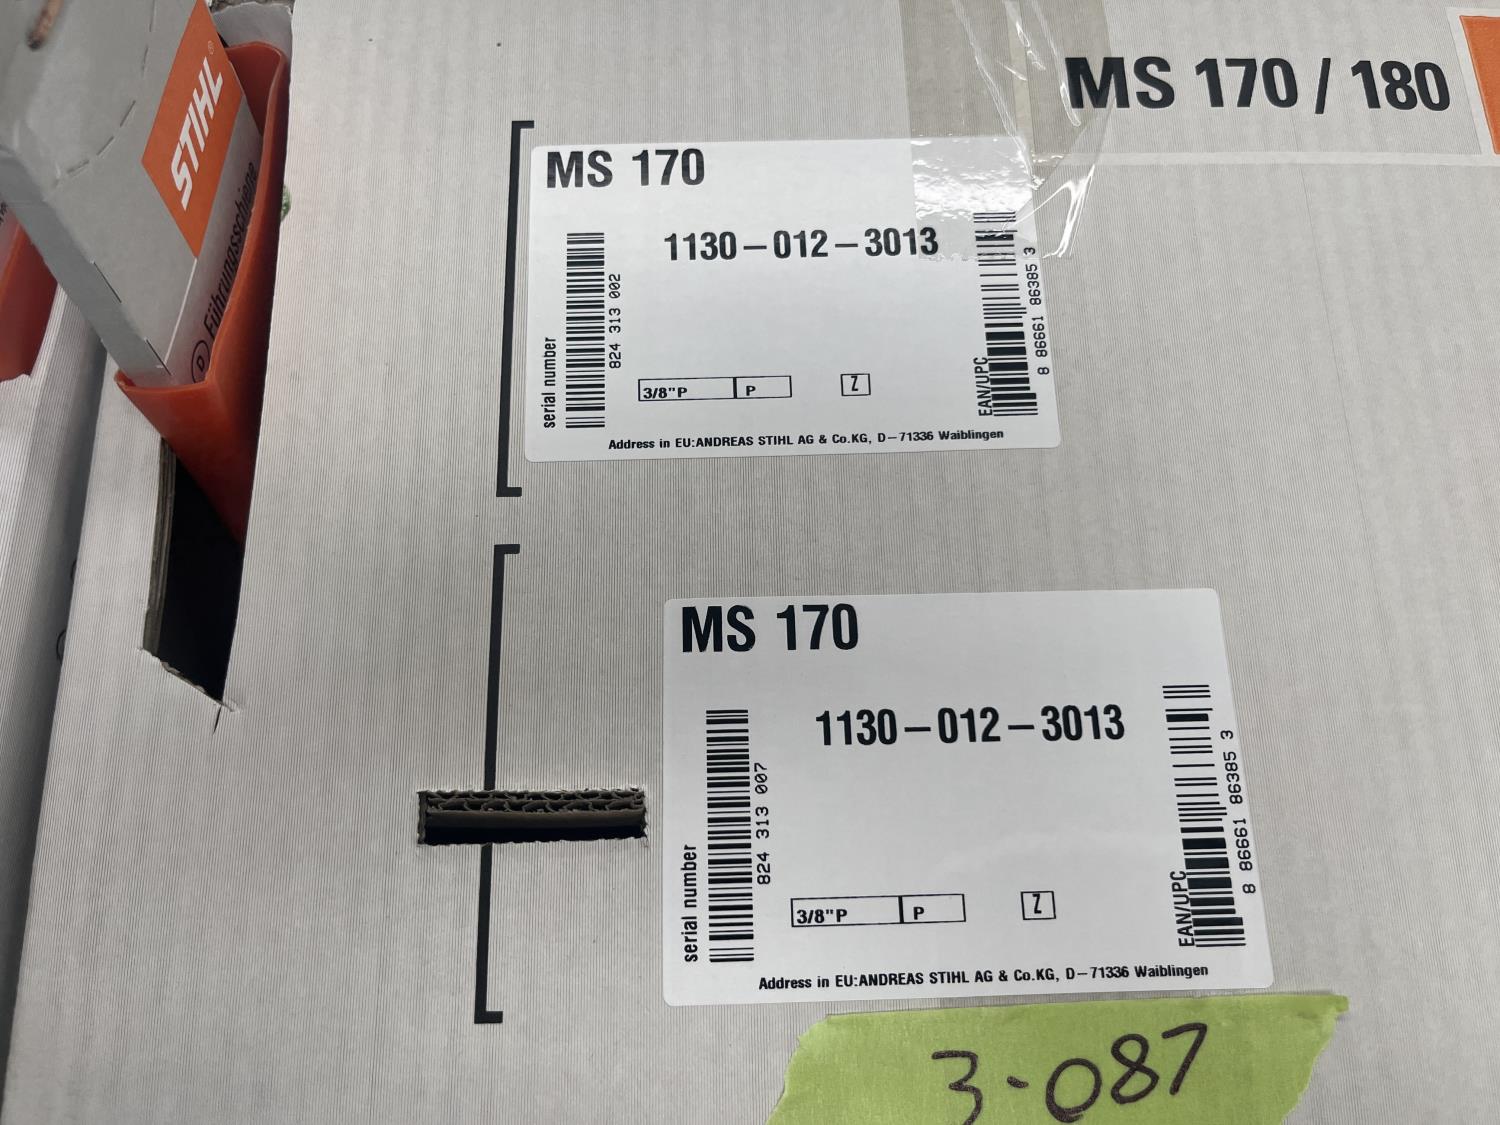 STIHL®
D Führungsschiene
MS 170 / 180
MS 170
1130-012-3013
serial number
824 313 002
3/8"P P Z
EAN/UPC
8 86661 86385 3
Address in EU:ANDREAS STIHL AG & Co.KG, D-71336 Waiblingen
MS 170
1130-012-3013
serial number
824 313 007
3/8"P P Z
EAN/UPC
8 86661 86385 3
Address in EU:ANDREAS STIHL AG & Co.KG, D-71336 Waiblingen
3-087